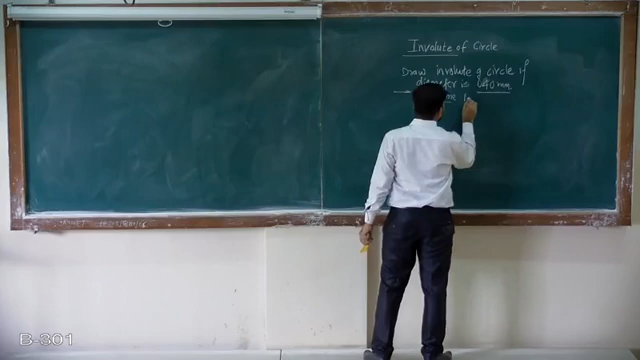 Involute of Circle
Draw involute of circle if
diameter is 40 mm
B-301